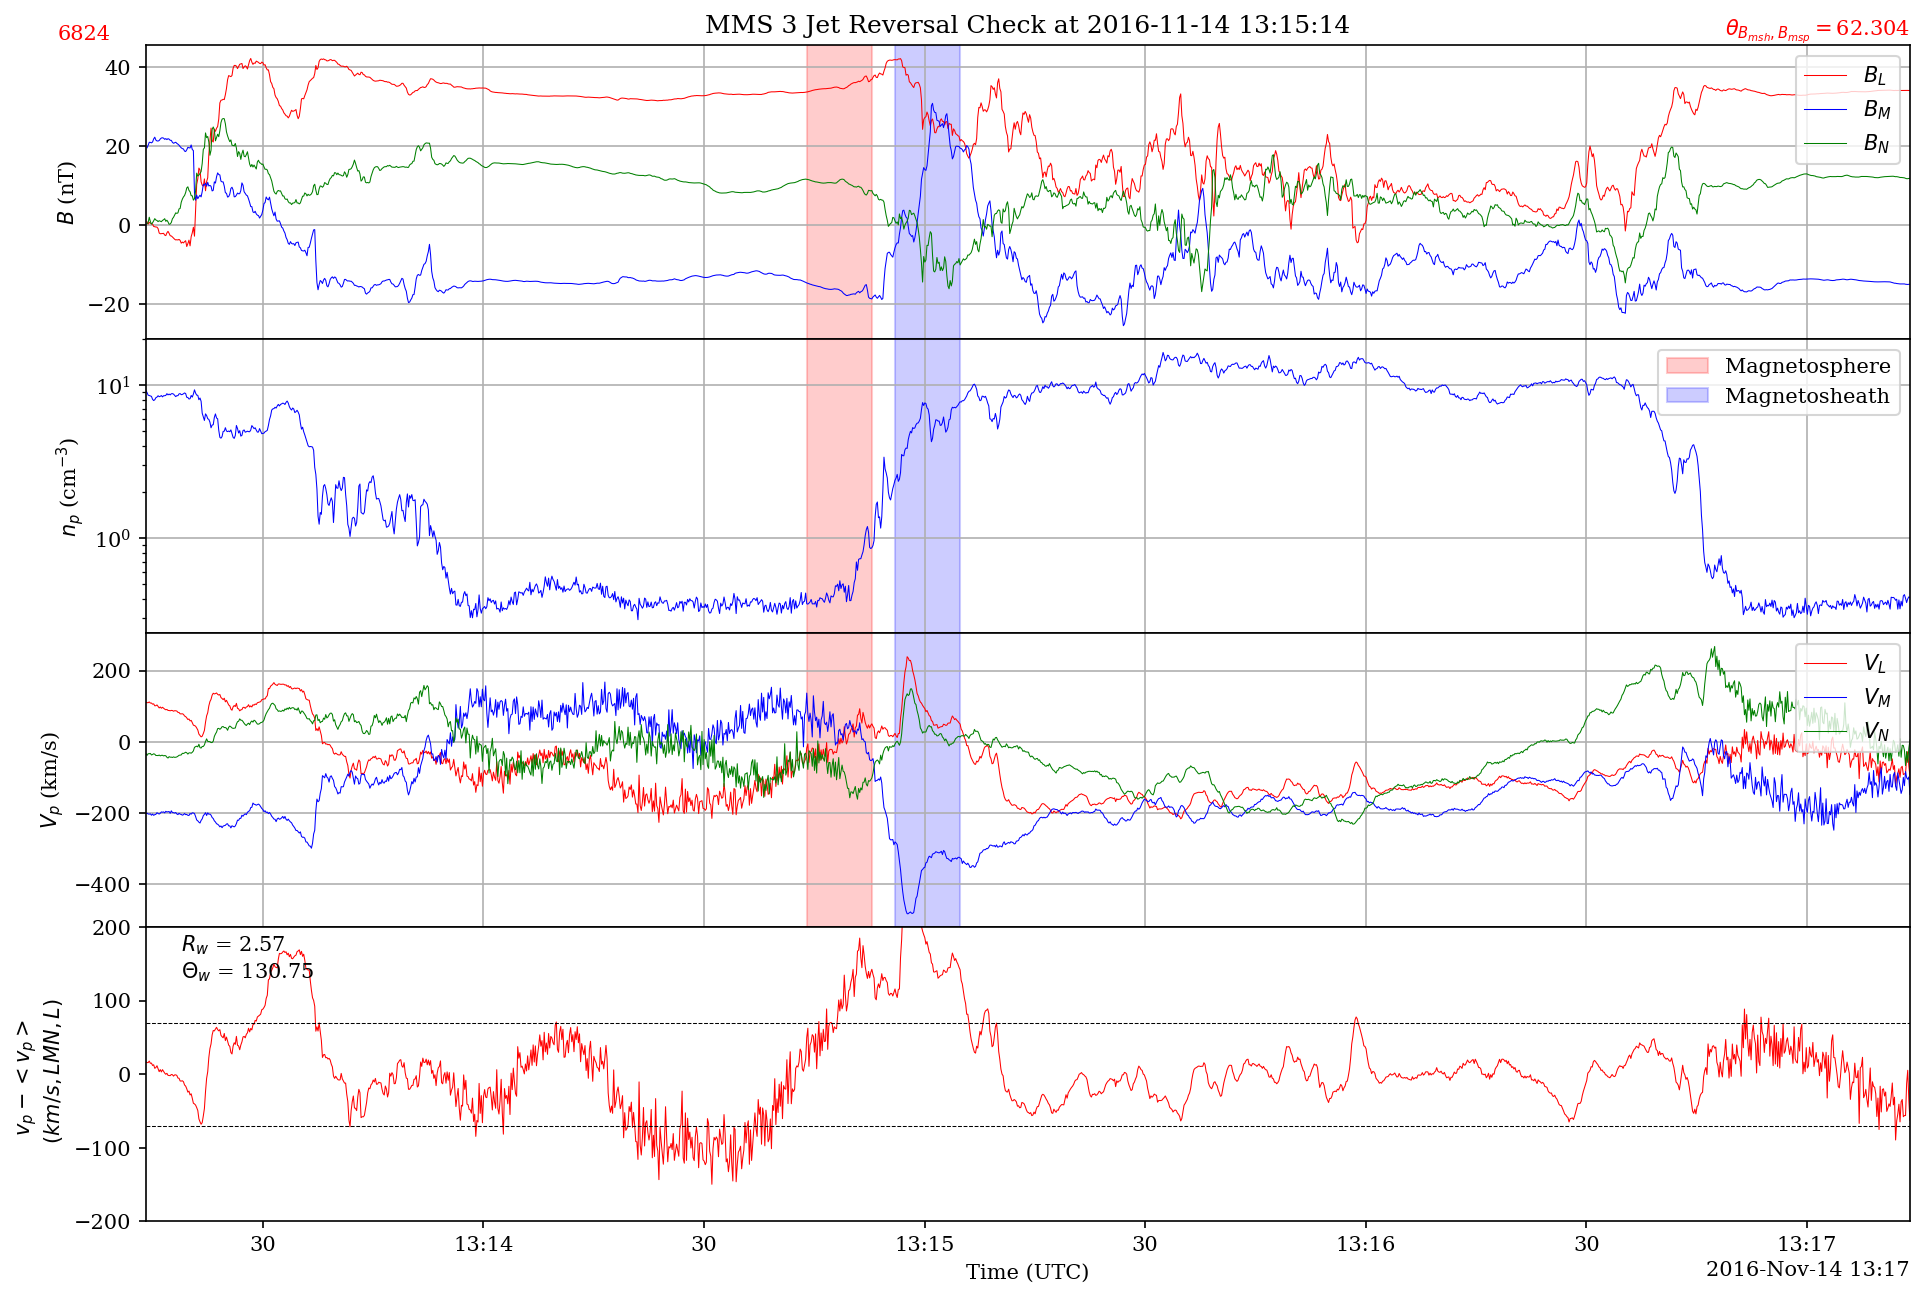 MMS 3 Jet Reversal Check at 2016-11-14 13:15:14
6824
θ_{B_{msh}, B_{msp}} = 62.304
40
20
0
−20
B (nT)
B_L
B_M
B_N
10^1
10^0
n_p (cm^{−3})
Magnetosphere
Magnetosheath
200
0
−200
−400
V_p (km/s)
V_L
V_M
V_N
200
100
0
−100
−200
v_p − < v_p >
(km/s, LMN, L)
R_w = 2.57
Θ_w = 130.75
30
13:14
30
13:15
30
13:16
30
13:17
Time (UTC)
2016-Nov-14 13:17